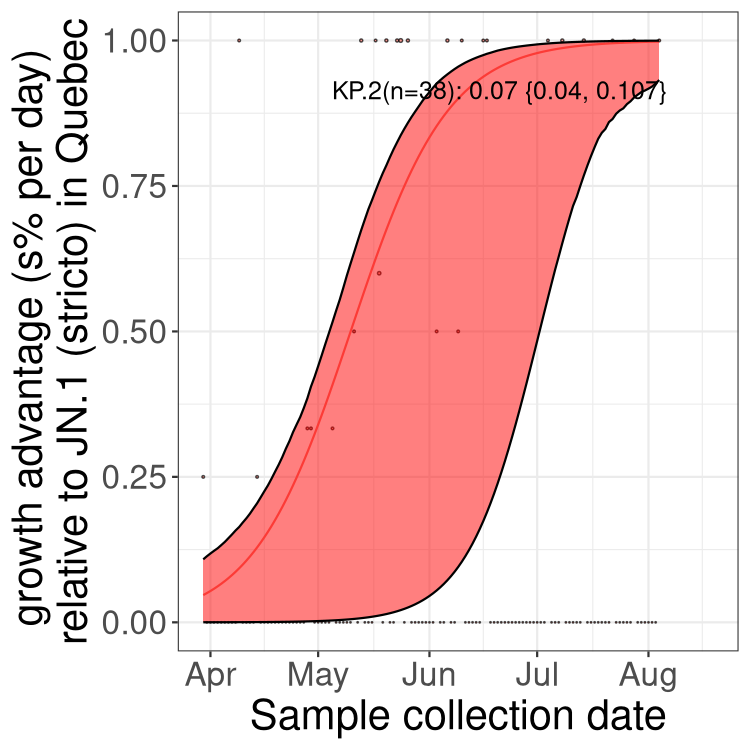 growth advantage (s% per day)
relative to JN.1 (stricto) in Quebec
1.00
0.75
0.50
0.25
0.00
KP.2(n=38): 0.07 {0.04, 0.107}
Apr May Jun Jul Aug
Sample collection date